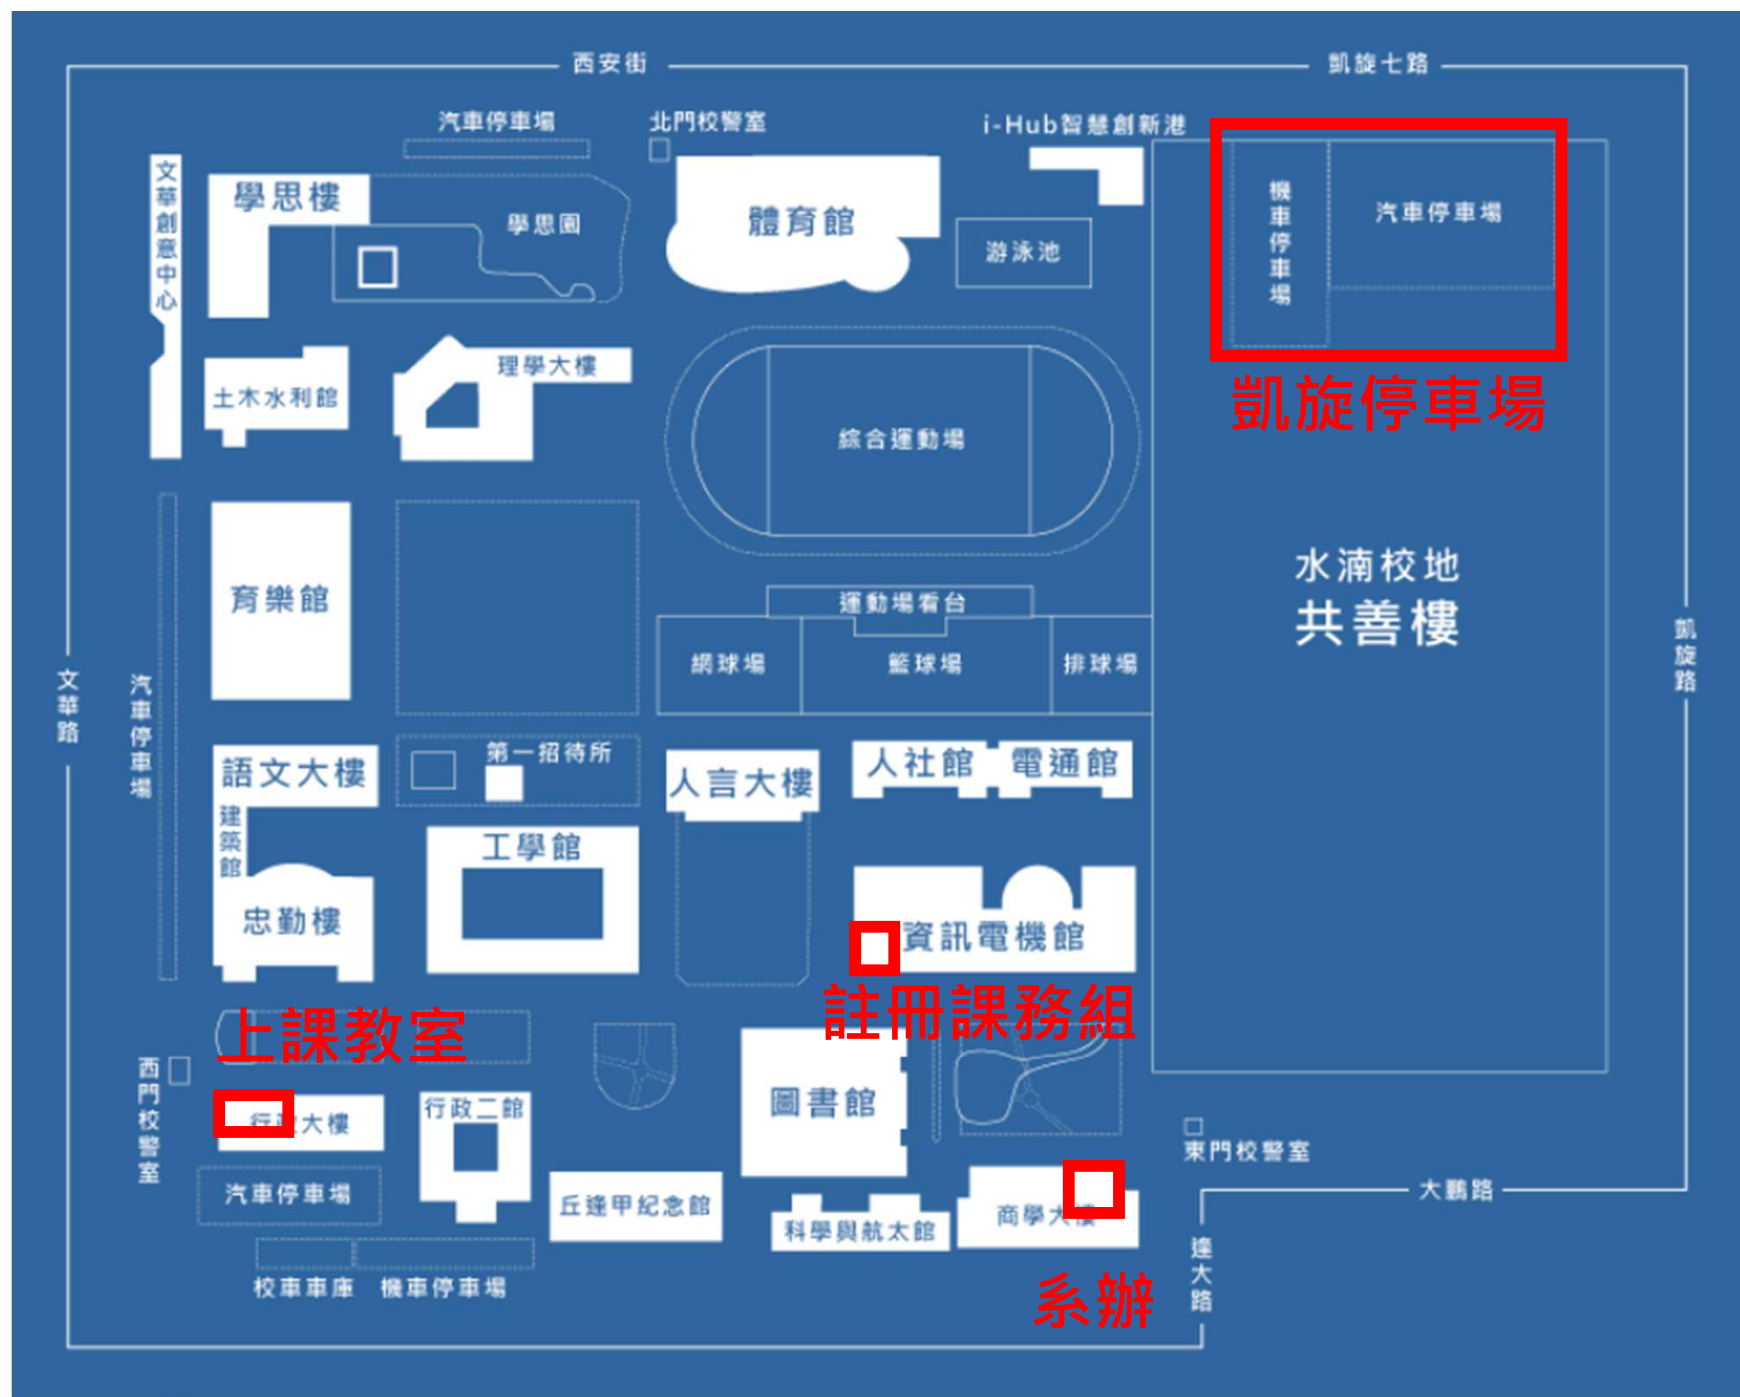 西安街
凱旋七路
汽車停車場
北門校警室
i-Hub智慧創新港
文華創意中心
學思樓
學思園
體育館
游泳池
機車停車場
汽車停車場
凱旋停車場
土木水利館
理學大樓
綜合運動場
水湳校地
共善樓
育樂館
運動場看台
網球場
籃球場
排球場
凱旋路
文華路
汽車停車場
語文大樓
第一招待所
人言大樓
人社館
電通館
建築館
工學館
忠勤樓
資訊電機館
註冊課務組
上課教室
西門校警室
行政大樓
行政二館
圖書館
東門校警室
汽車停車場
丘逢甲紀念館
科學與航太館
商學大樓
大鵬路
逢大路
校車車庫
機車停車場
系辦